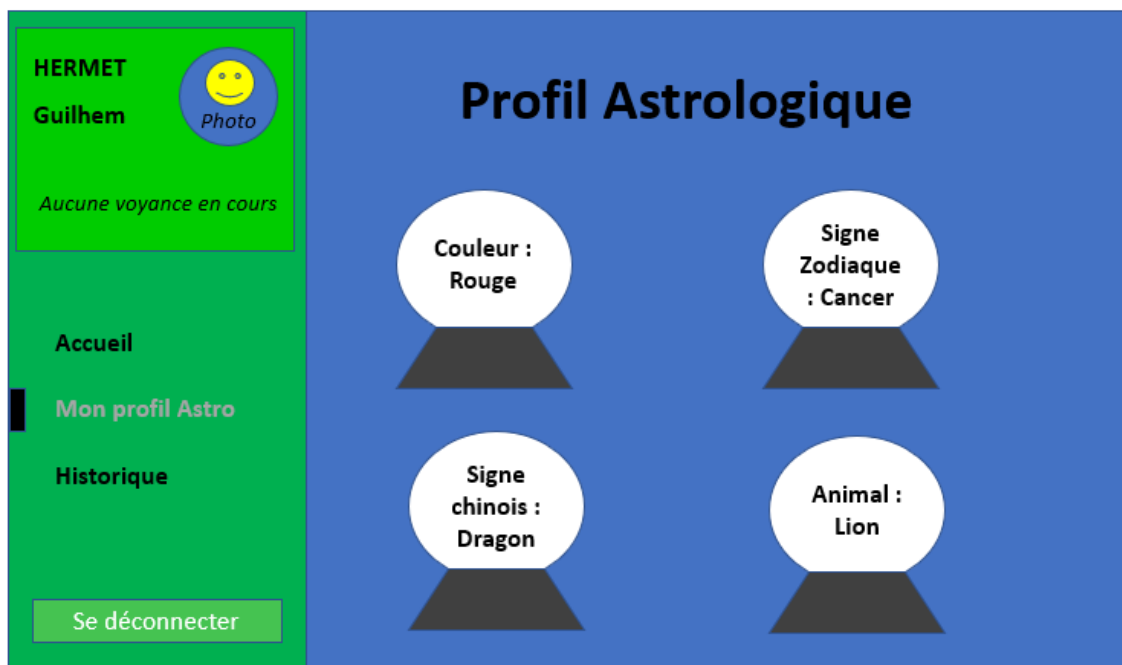 HERMET
Guilhem
Photo
Aucune voyance en cours
Accueil
Mon profil Astro
Historique
Se déconnecter
Profil Astrologique
Couleur :
Rouge
Signe
Zodiaque
: Cancer
Signe
chinois :
Dragon
Animal :
Lion